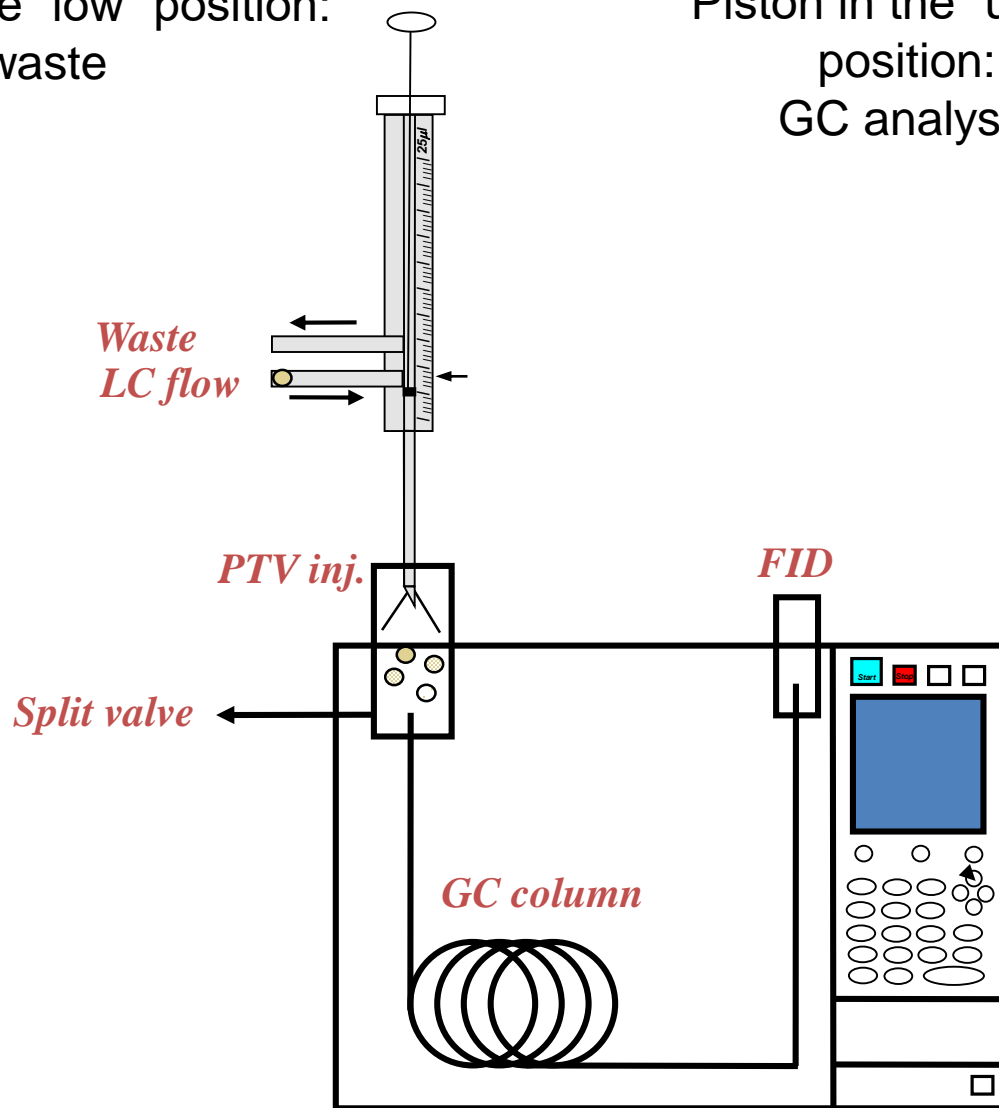 low" position:
waste
Piston in the
position:
GC analys
25µl
Waste
LC flow
PTV inj.
FID
Split valve
Start
Stop
GC column